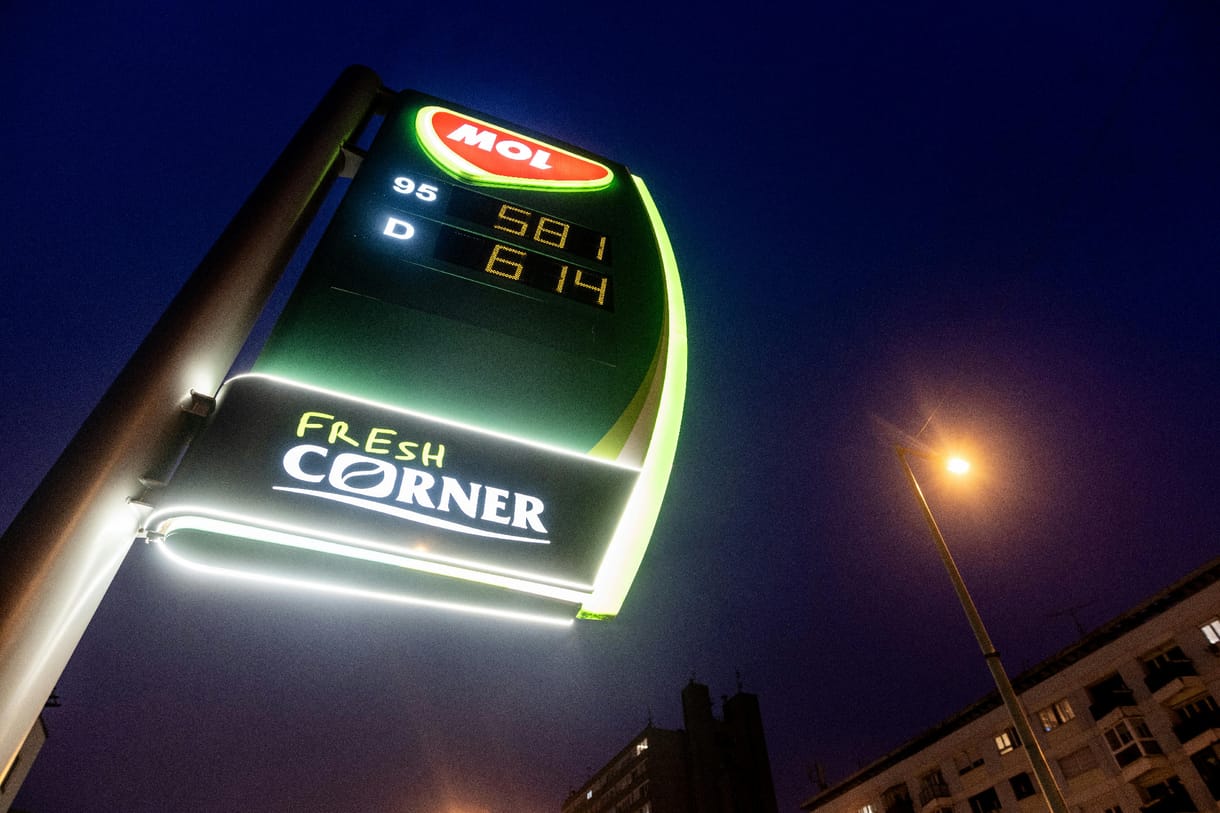 MOL
95 581
D 614
FRESH
CORNER